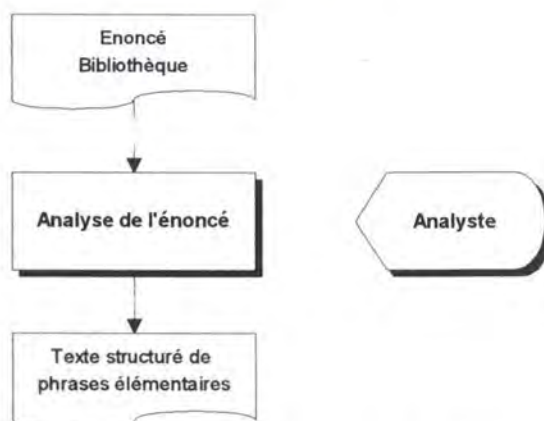 Enoncé
Bibliothèque
Analyse de l'énoncé
Analyste
Texte structuré de
phrases élémentaires